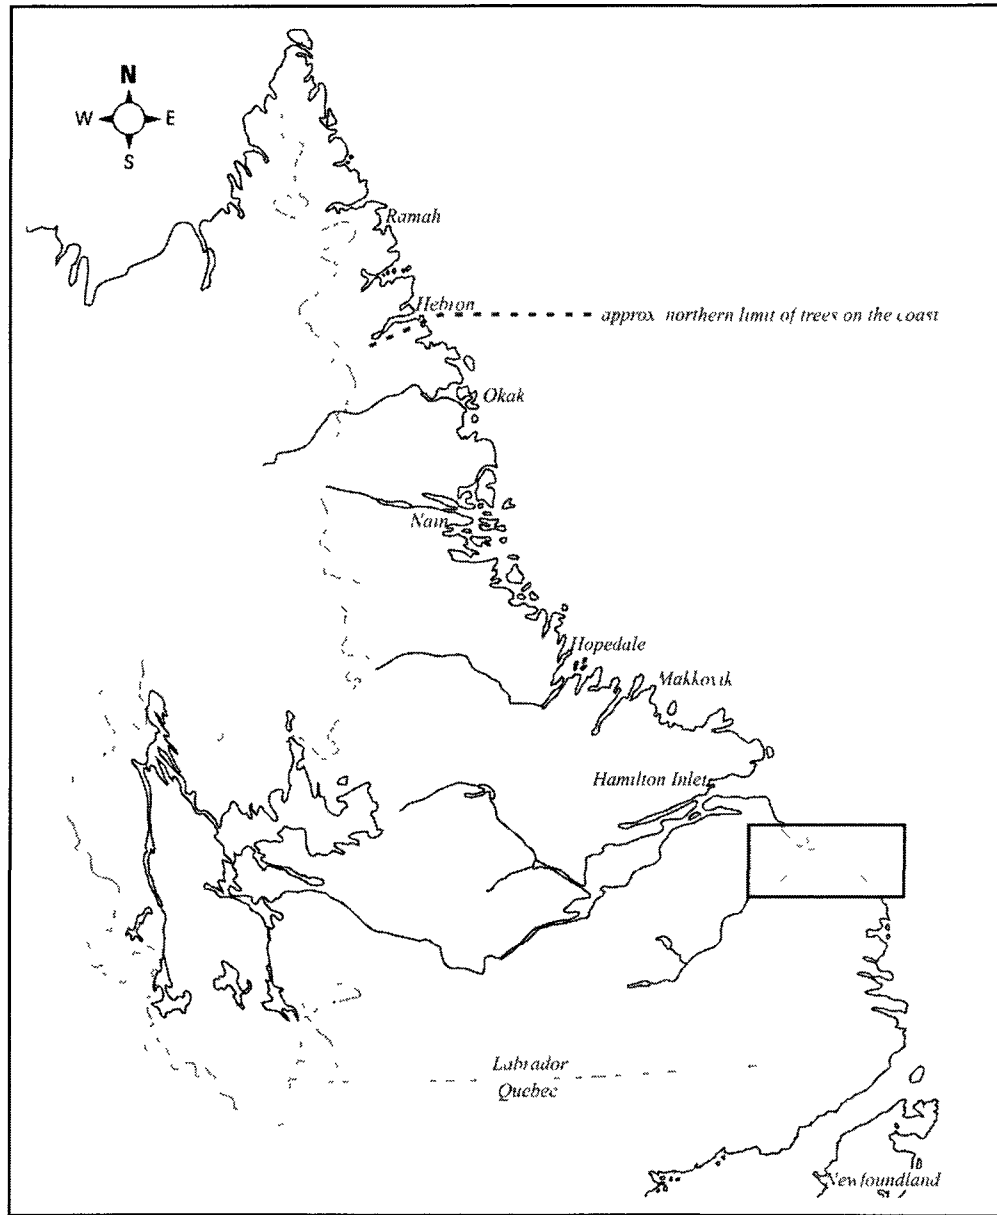 N
W E
S
Ramah
Hebron
approx northern limit of trees on the coast
Okak
Nain
Hopedale
Makkovik
Hamilton Inlet
Labrador
Quebec
Newfoundland